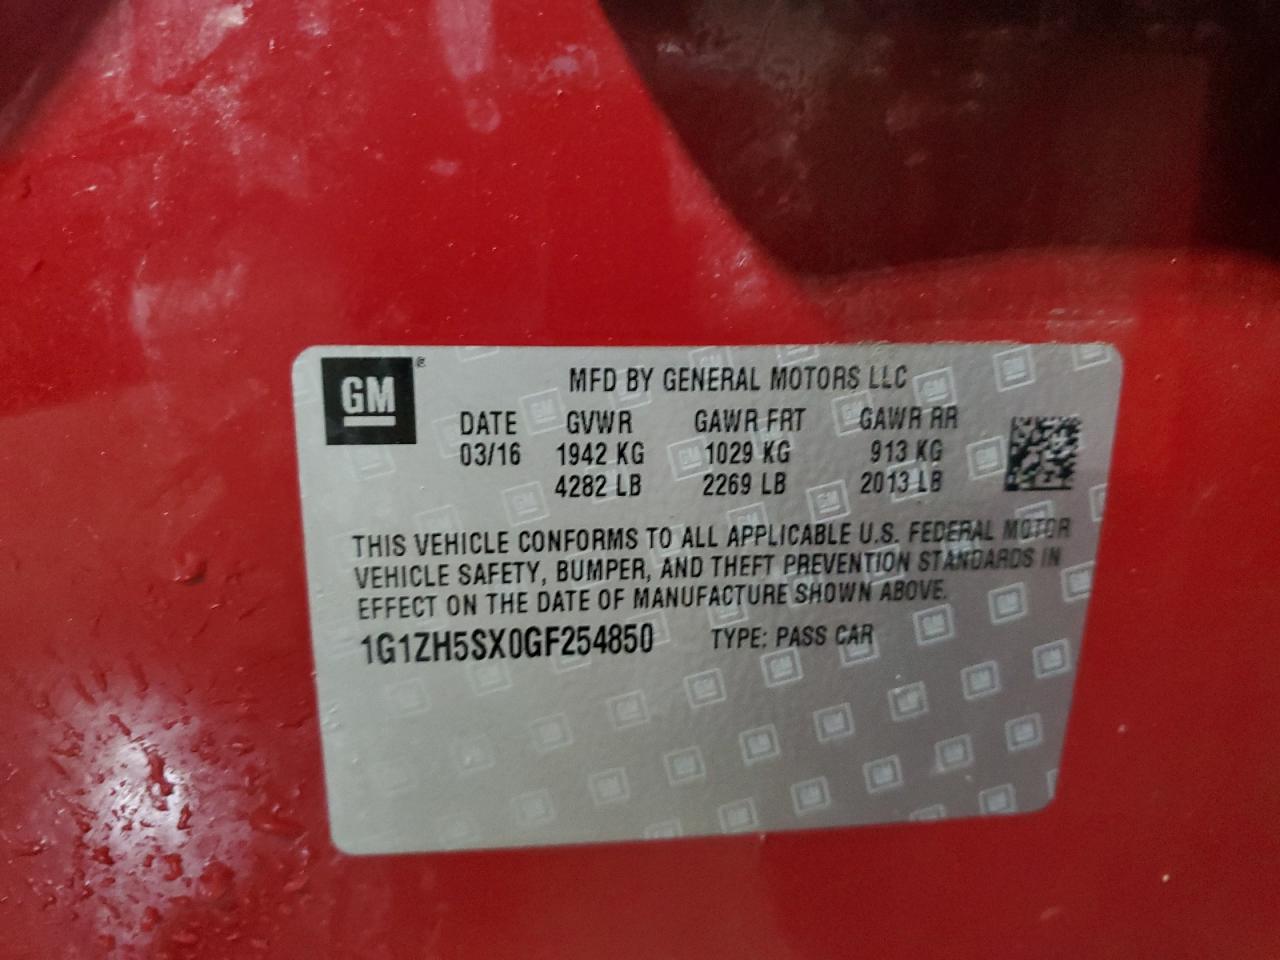 GM®
MFD BY GENERAL MOTORS LLC
DATE GVWR GAWR FRT GAWR RR
03/16 1942 KG 1029 KG 913 KG
4282 LB 2269 LB 2013 LB
THIS VEHICLE CONFORMS TO ALL APPLICABLE U.S. FEDERAL MOTOR
VEHICLE SAFETY, BUMPER, AND THEFT PREVENTION STANDARDS IN
EFFECT ON THE DATE OF MANUFACTURE SHOWN ABOVE.
1G1ZH5SX0GF254850 TYPE: PASS CAR